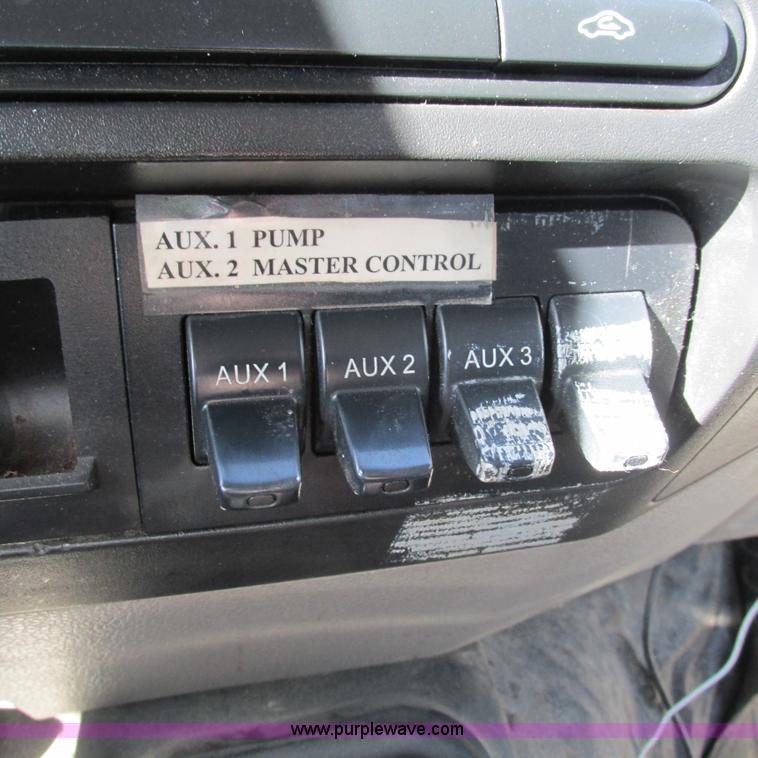 AUX. 1 PUMP
AUX. 2 MASTER CONTROL
AUX 1
AUX 2
AUX 3
www.purplewave.com